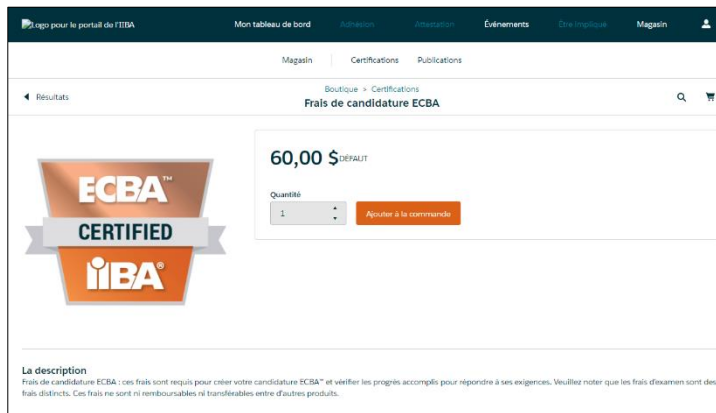 Logo pour le portail de l'IIBA
Mon tableau de bord Adhésion Attestation Événements Être impliqué Magasin
Magasin Certifications Publications
Résultats
Boutique > Certifications
Frais de candidature ECBA
ECBA™
CERTIFIED
IIBA®
60,00 $ DÉFAUT
Quantité
1
Ajouter à la commande
La description
Frais de candidature ECBA : ces frais sont requis pour créer votre candidature ECBA™ et vérifier les progrès accomplis pour répondre à ses exigences. Veuillez noter que les frais d'examen sont des
frais distincts. Ces frais ne sont ni remboursables ni transférables entre d'autres produits.